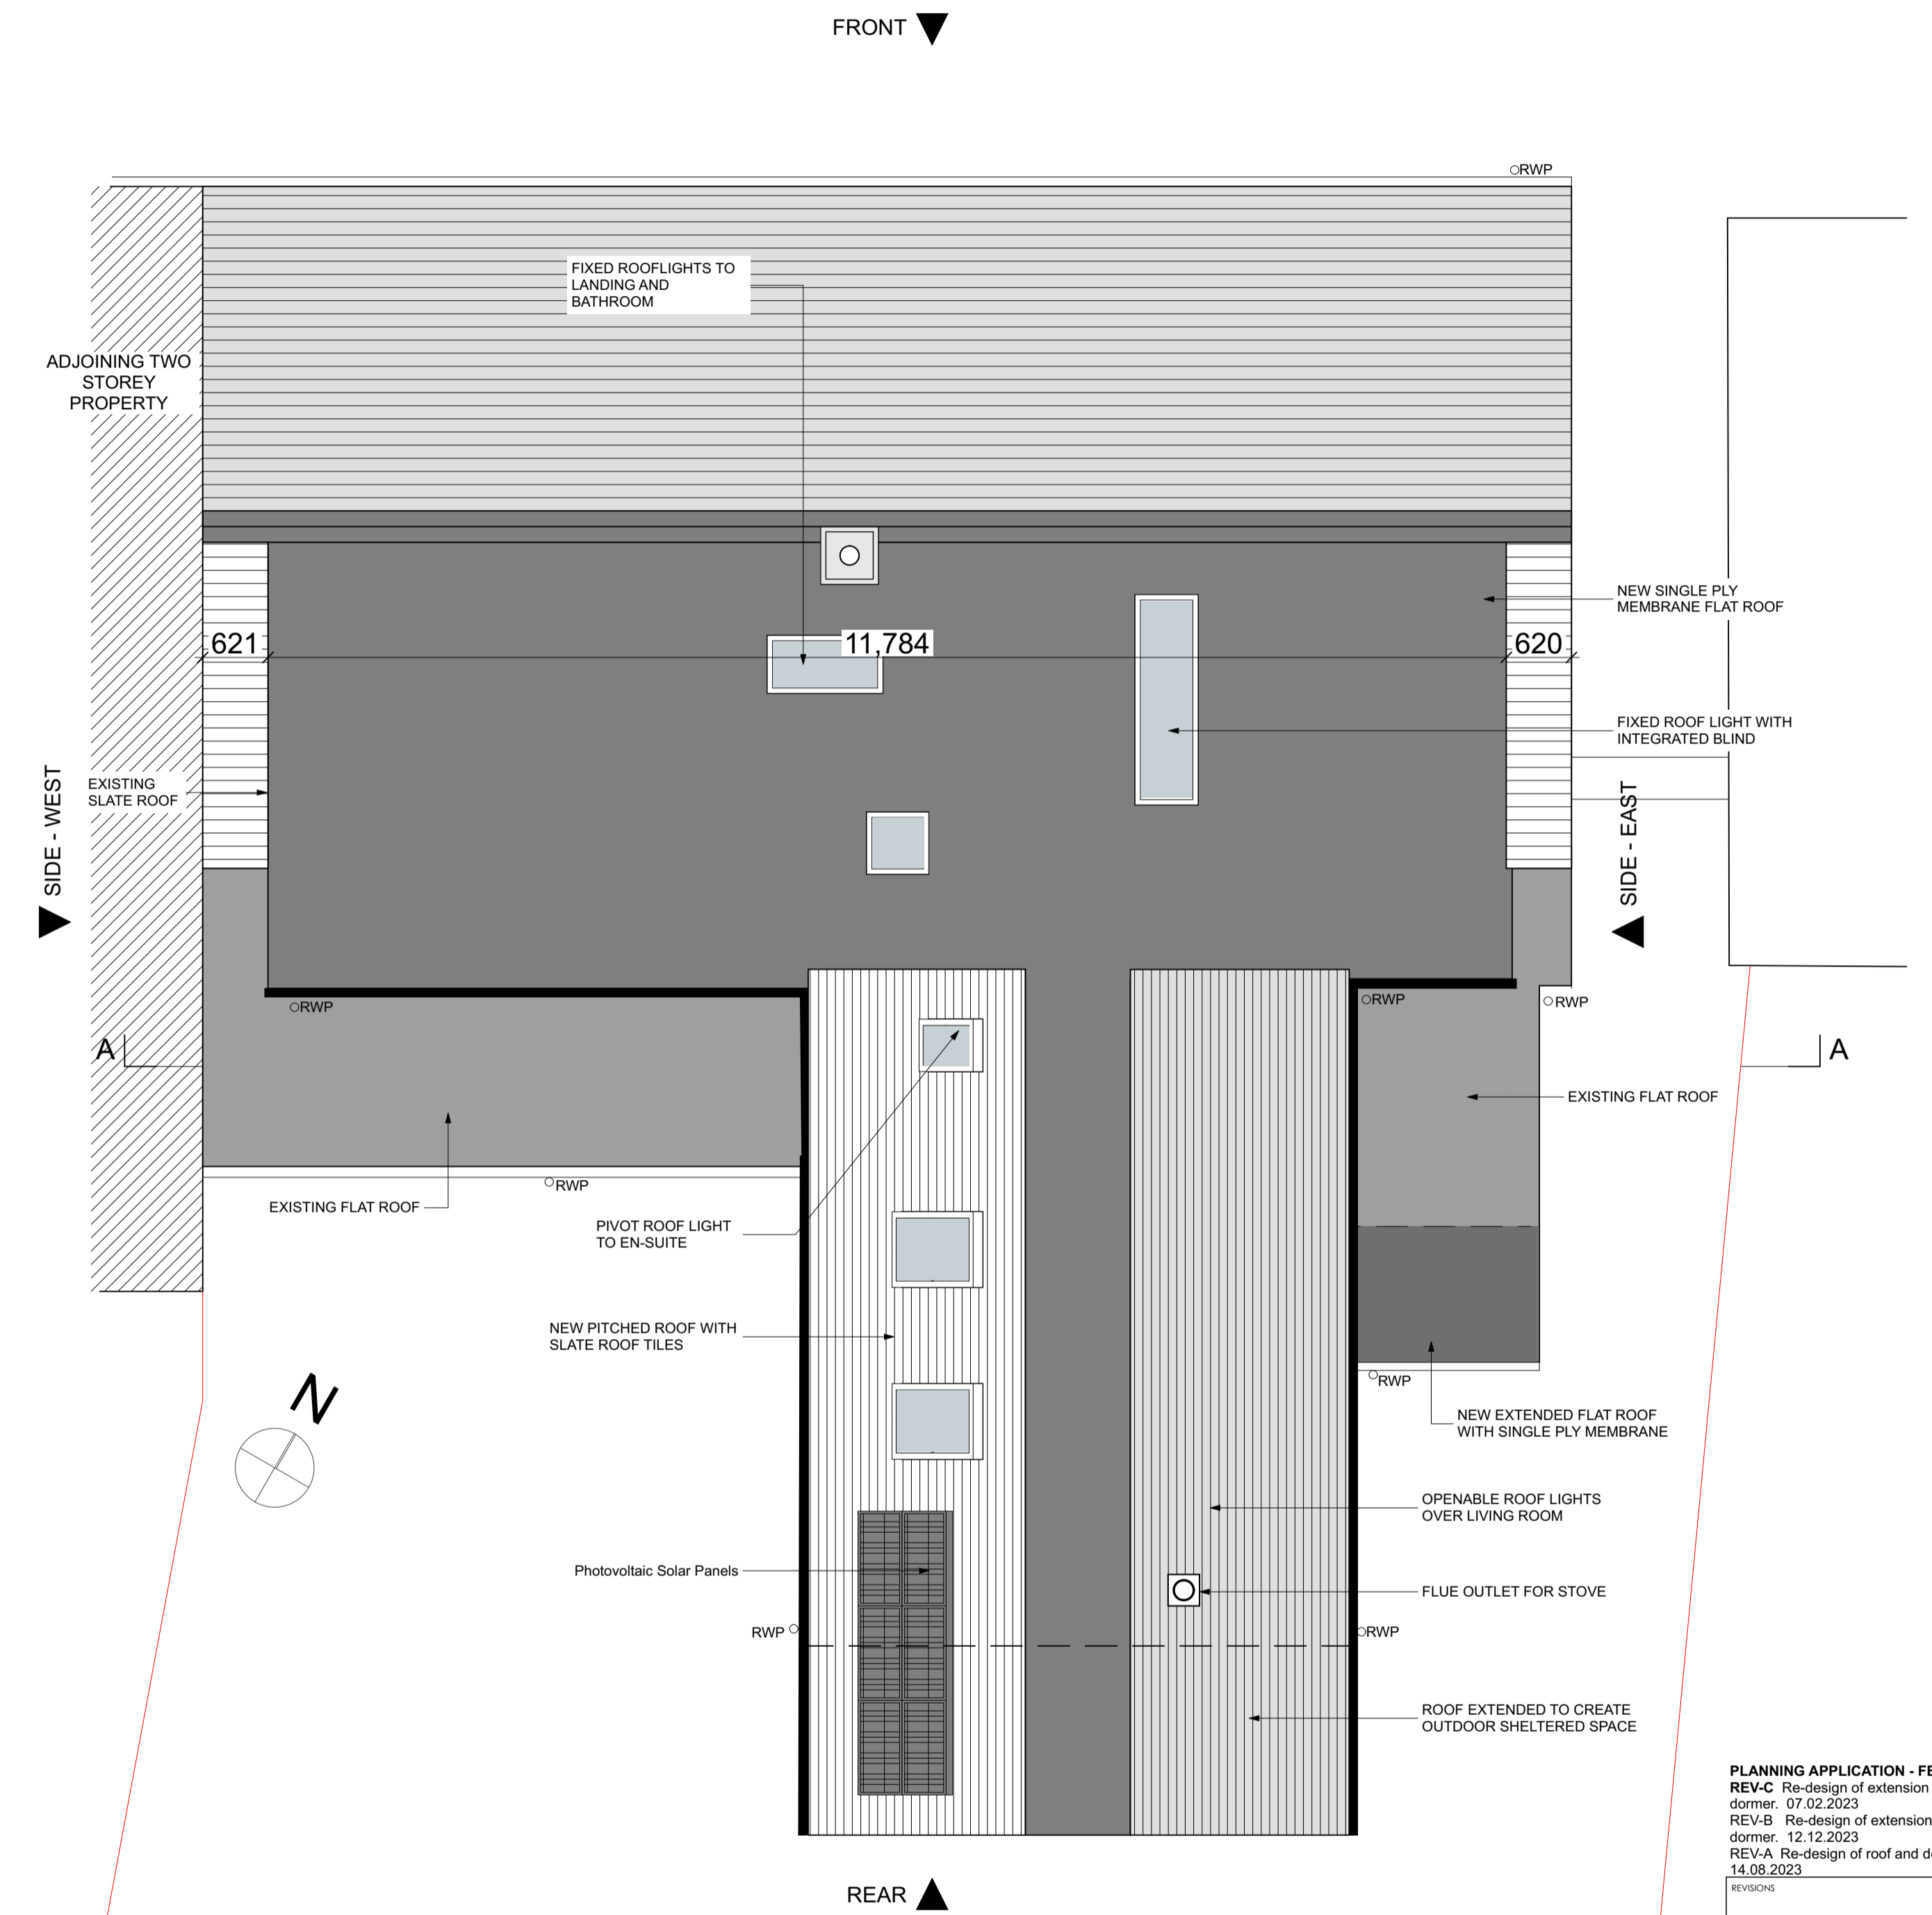 FRONT
RWP
FIXED ROOFLIGHTS TO
LANDING AND
BATHROOM
ADJOINING TWO
STOREY
PROPERTY
NEW SINGLE PLY
MEMBRANE FLAT ROOF
621
11,784
620
FIXED ROOF LIGHT WITH
INTEGRATED BLIND
EXISTING
SLATE ROOF
SIDE - WEST
SIDE - EAST
RWP
RWP
RWP
A
A
EXISTING FLAT ROOF
RWP
EXISTING FLAT ROOF
PIVOT ROOF LIGHT
TO EN-SUITE
NEW PITCHED ROOF WITH
SLATE ROOF TILES
RWP
N
NEW EXTENDED FLAT ROOF
WITH SINGLE PLY MEMBRANE
OPENABLE ROOF LIGHTS
OVER LIVING ROOM
Photovoltaic Solar Panels
FLUE OUTLET FOR STOVE
RWP
RWP
ROOF EXTENDED TO CREATE
OUTDOOR SHELTERED SPACE
PLANNING APPLICATION - FE
REV-C Re-design of extension
dormer. 07.02.2023
REV-B Re-design of extension
dormer. 12.12.2023
REV-A Re-design of roof and d
14.08.2023
REVISIONS
REAR